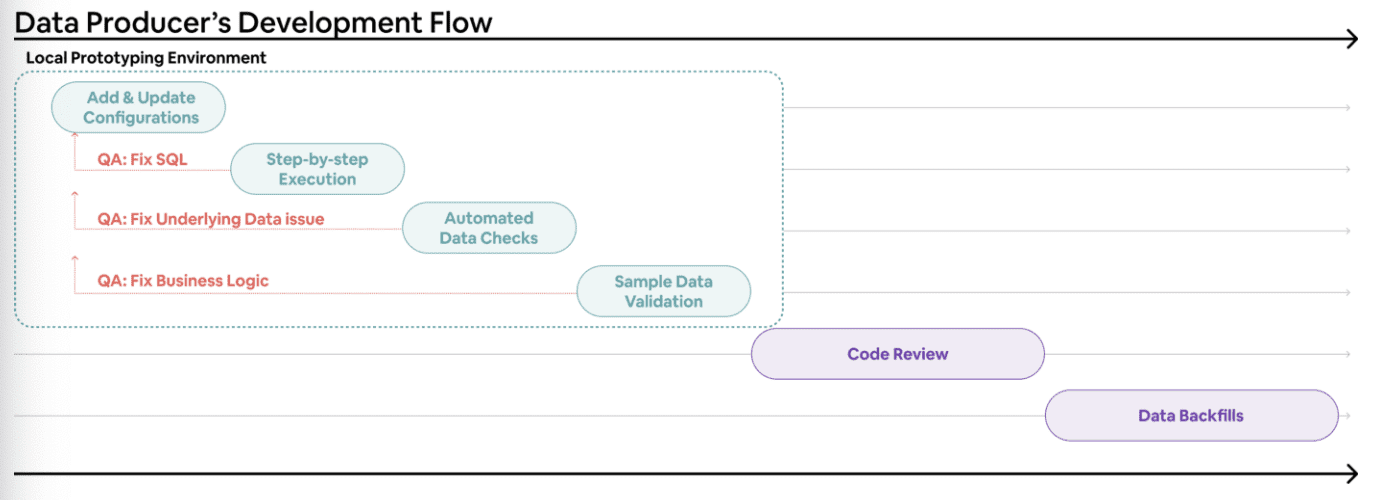 Data Producer’s Development Flow
Local Prototyping Environment
Add & Update
Configurations
QA: Fix SQL
Step-by-step
Execution
QA: Fix Underlying Data issue
Automated
Data Checks
QA: Fix Business Logic
Sample Data
Validation
Code Review
Data Backfills